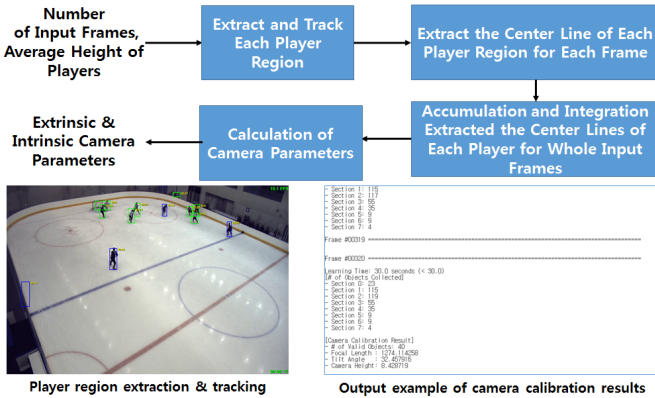 Number
of Input Frames,
Average Height of
Players
Extract and Track
Each Player
Region
Extract the Center Line of Each
Player Region for Each Frame
Accumulation and Integration
Extracted the Center Lines of
Each Player for Whole Input
Frames
Calculation of
Camera Parameters
Extrinsic &
Intrinsic Camera
Parameters
- Section 1: 115
- Section 2: 117
- Section 3: 55
- Section 4: 35
- Section 5: 9
- Section 6: 9
- Section 7: 4
Frame #00319
Frame #00320
Learning Time: 30.0 seconds (< 30.0)
[# of Objects Collected]
- Section 0: 23
- Section 1: 115
- Section 2: 119
- Section 3: 55
- Section 4: 35
- Section 5: 9
- Section 6: 9
- Section 7: 4
[Camera Calibration Result]
- # of Valid Objects: 40
- Focal Length : 1274.114258
- Tilt Angle : 32.457916
- Camera Height: 8.428719
Player region extraction & tracking
Output example of camera calibration results